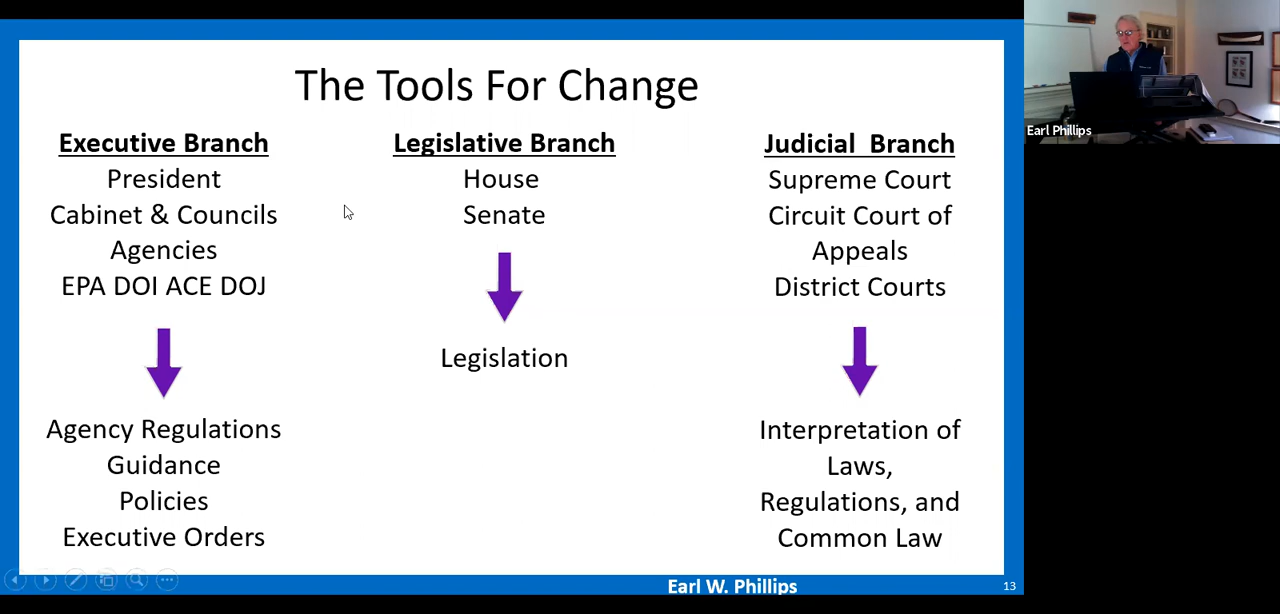 The Tools For Change
Executive Branch
President
Cabinet & Councils
Agencies
EPA DOI ACE DOJ
Agency Regulations
Guidance
Policies
Executive Orders
Legislative Branch
House
Senate
Legislation
Judicial Branch
Supreme Court
Circuit Court of
Appeals
District Courts
Interpretation of
Laws,
Regulations, and
Common Law
Earl W. Phillips
13
Earl Phillips